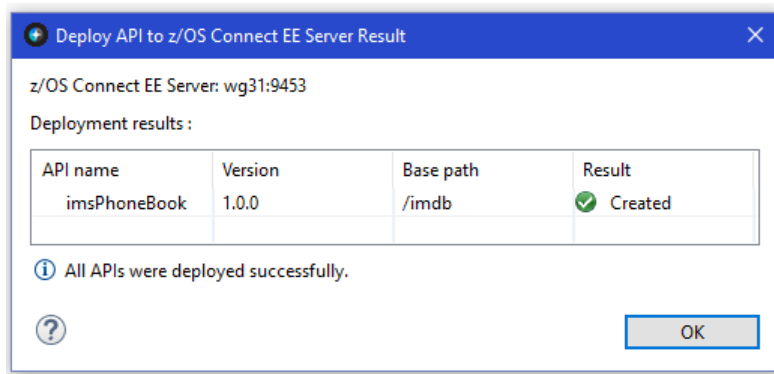 Deploy API to z/OS Connect EE Server Result
z/OS Connect EE Server: wg31:9453
Deployment results :
API name Version Base path Result
imsPhoneBook 1.0.0 /imdb Created
All APIs were deployed successfully.
OK